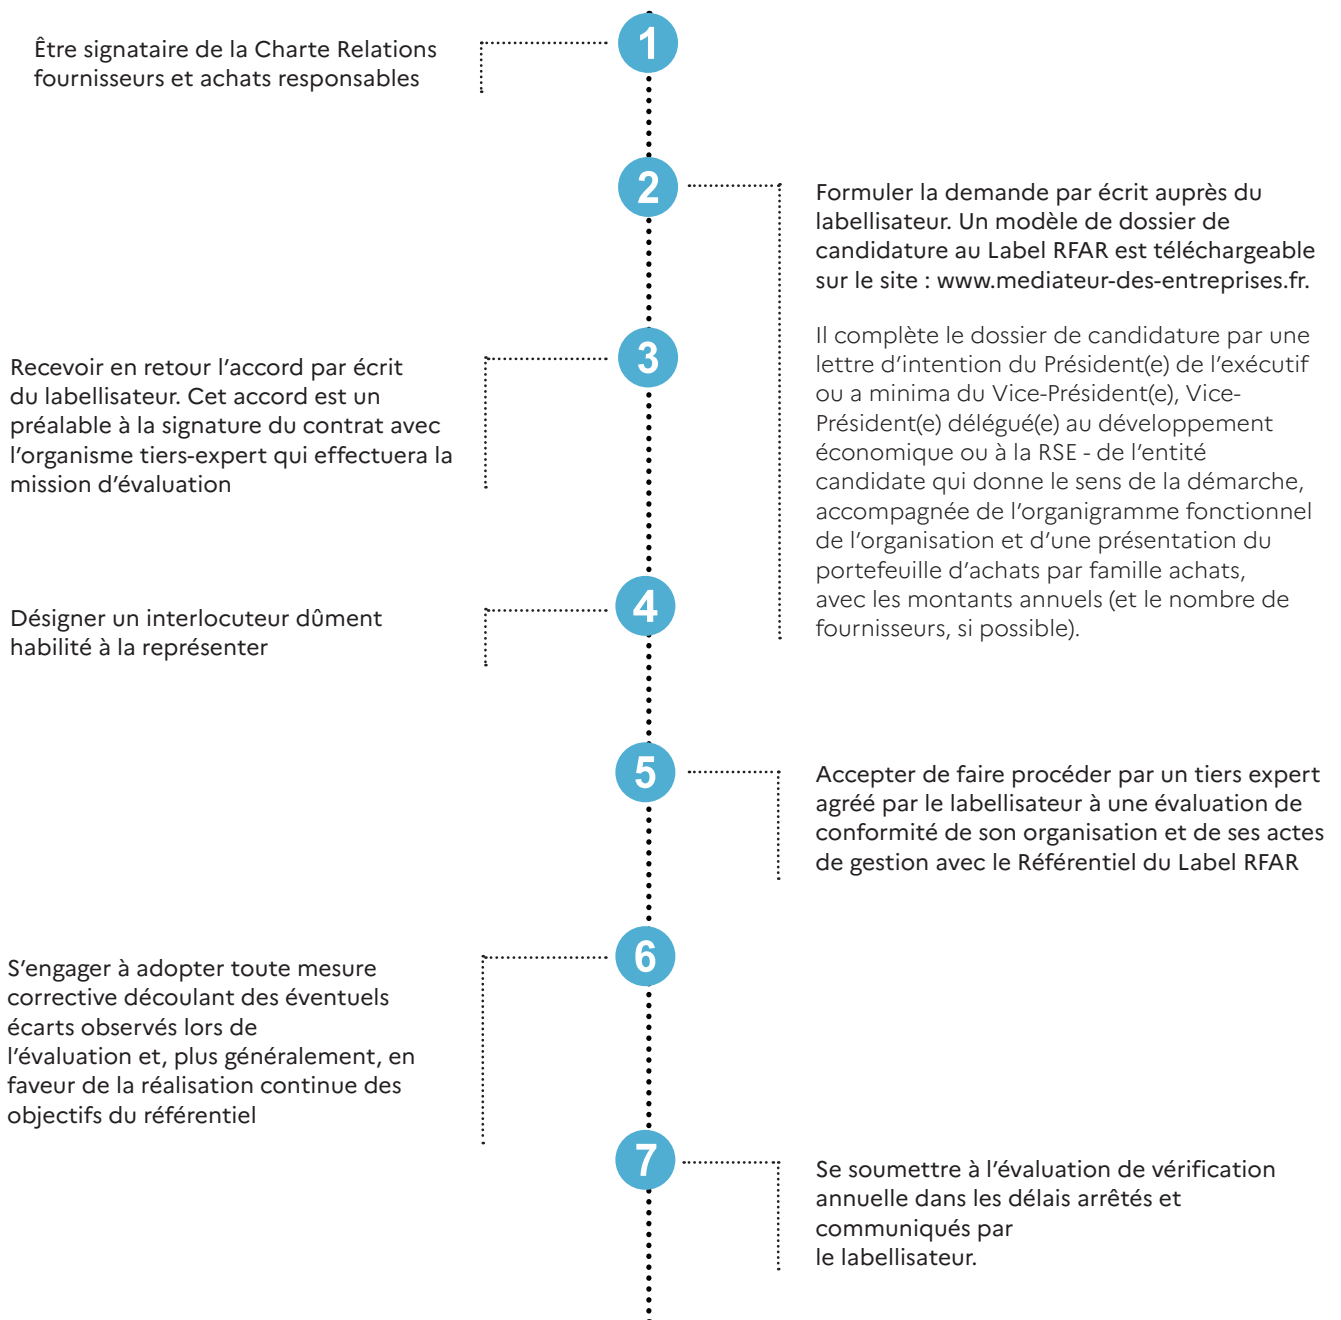 1
Être signataire de la Charte Relations
fournisseurs et achats responsables
2
Formuler la demande par écrit auprès du
labellisateur. Un modèle de dossier de
candidature au Label RFAR est téléchargeable
sur le site : www.mediateur-des-entreprises.fr.
Il complète le dossier de candidature par une
lettre d’intention du Président(e) de l’exécutif
ou a minima du Vice-Président(e), Vice-
Président(e) délégué(e) au développement
économique ou à la RSE - de l’entité
candidate qui donne le sens de la démarche,
accompagnée de l’organigramme fonctionnel
de l’organisation et d’une présentation du
portefeuille d’achats par famille achats,
avec les montants annuels (et le nombre de
fournisseurs, si possible).
3
Recevoir en retour l’accord par écrit
du labellisateur. Cet accord est un
préalable à la signature du contrat avec
l’organisme tiers-expert qui effectuera la
mission d’évaluation
4
Désigner un interlocuteur dûment
habilité à la représenter
5
Accepter de faire procéder par un tiers expert
agréé par le labellisateur à une évaluation de
conformité de son organisation et de ses actes
de gestion avec le Référentiel du Label RFAR
6
S’engager à adopter toute mesure
corrective découlant des éventuels
écarts observés lors de
l’évaluation et, plus généralement, en
faveur de la réalisation continue des
objectifs du référentiel
7
Se soumettre à l’évaluation de vérification
annuelle dans les délais arrêtés et
communiqués par
le labellisateur.